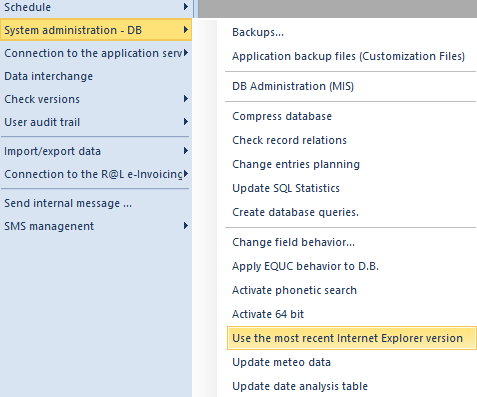 Schedule
System administration - DB
Connection to the application serv
Data interchange
Check versions
User audit trail
Import/export data
Connection to the R@L e-Invoicing
Send internal message ...
SMS managenent
Backups...
Application backup files (Customization Files)
DB Administration (MIS)
Compress database
Check record relations
Change entries planning
Update SQL Statistics
Create database queries.
Change field behavior...
Apply EQUC behavior to D.B.
Activate phonetic search
Activate 64 bit
Use the most recent Internet Explorer version
Update meteo data
Update date analysis table